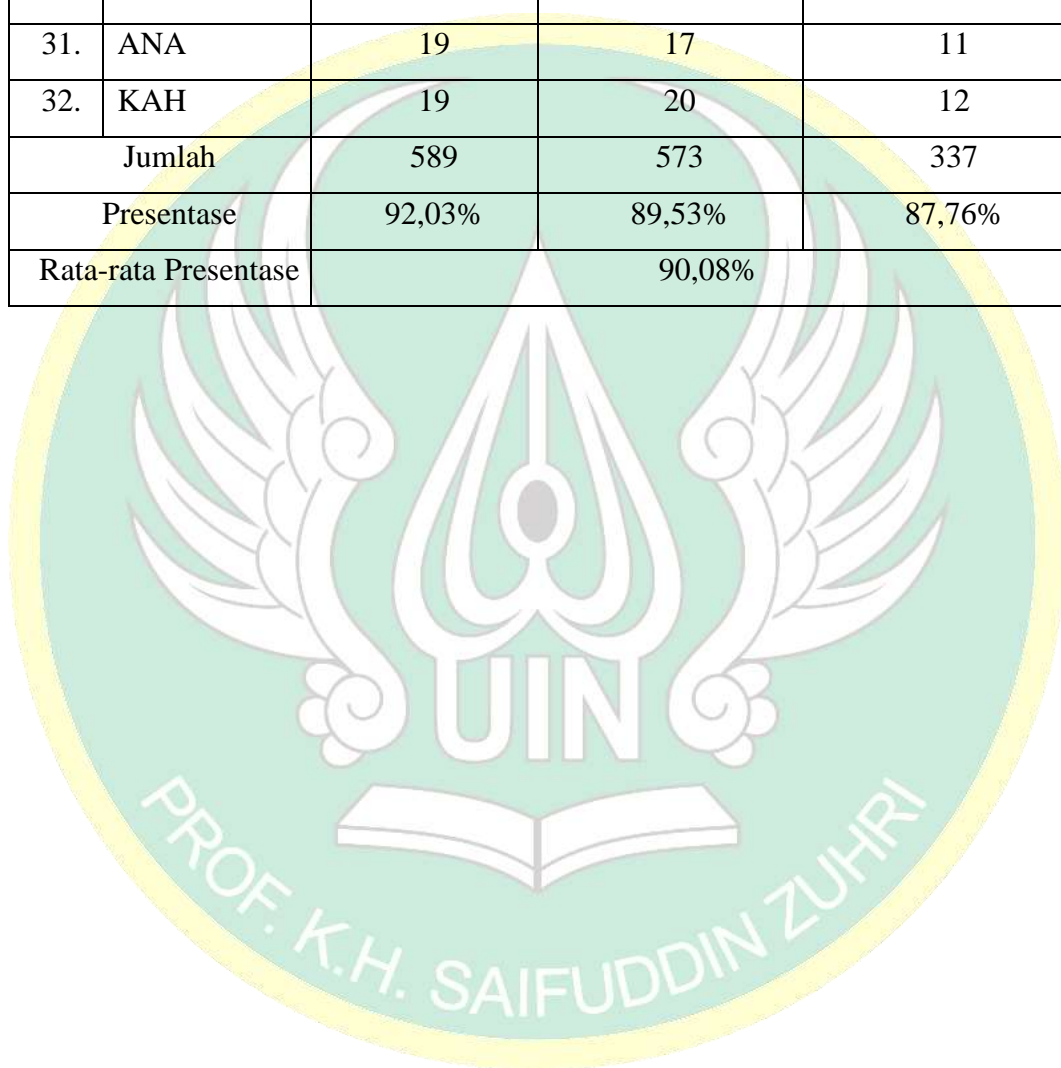 31. ANA 19 17 11
32. KAH 19 20 12
Jumlah 589 573 337
Presentase 92,03% 89,53% 87,76%
Rata-rata Presentase 90,08%
UIN
PROF. K.H. SAIFUDDIN ZUHRI